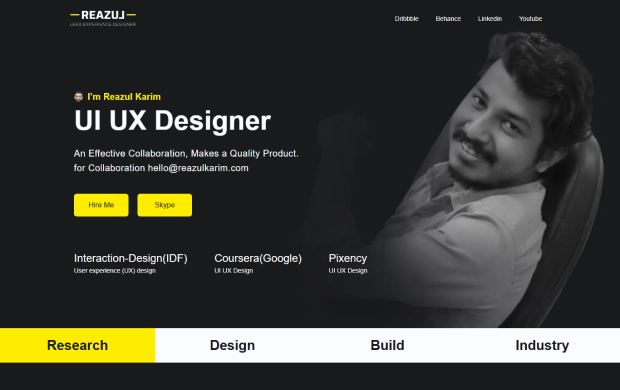 REAZUL
LEAD EXPERIENCE DESIGNER
Dribbble Behance Linkedin Youtube
I'm Reazul Karim
UI UX Designer
An Effective Collaboration, Makes a Quality Product.
for Collaboration hello@reazulkarim.com
Hire Me Skype
Interaction-Design(IDF) Coursera(Google) Pixency
User experience (UX) design UI UX Design UI UX Design
Research Design Build Industry